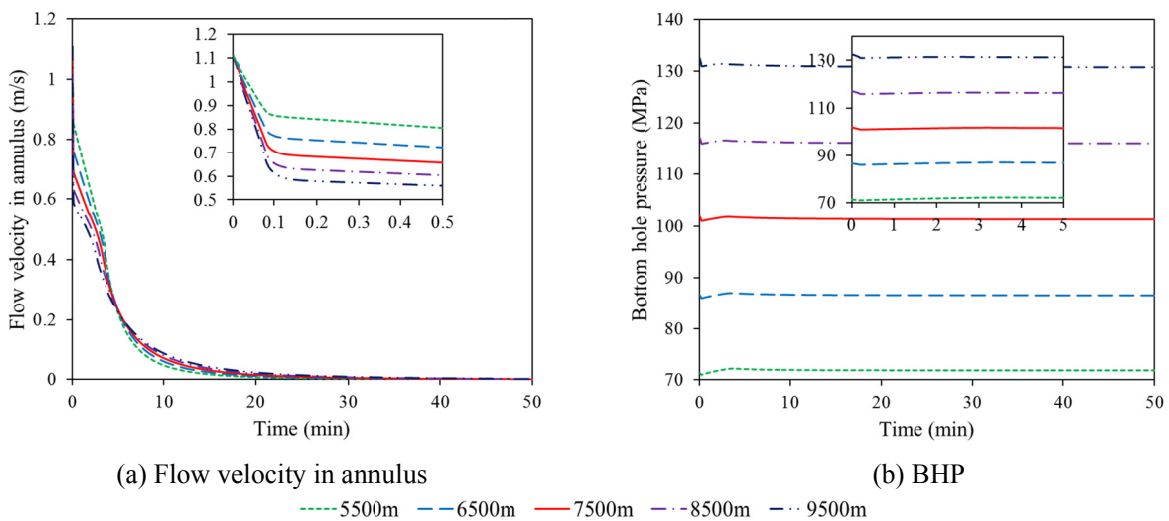 1.2
1
0.8
0.6
0.4
0.2
0
0 10 20 30 40 50
Flow velocity in annulus (m/s)
Time (min)
1.2
1.1
1.0
0.9
0.8
0.7
0.6
0.5
0 0.1 0.2 0.3 0.4 0.5
(a) Flow velocity in annulus
140
130
120
110
100
90
80
70
0 10 20 30 40 50
Bottom hole pressure (MPa)
Time (min)
130
110
90
70
0 1 2 3 4 5
(b) BHP
5500m 6500m 7500m 8500m 9500m